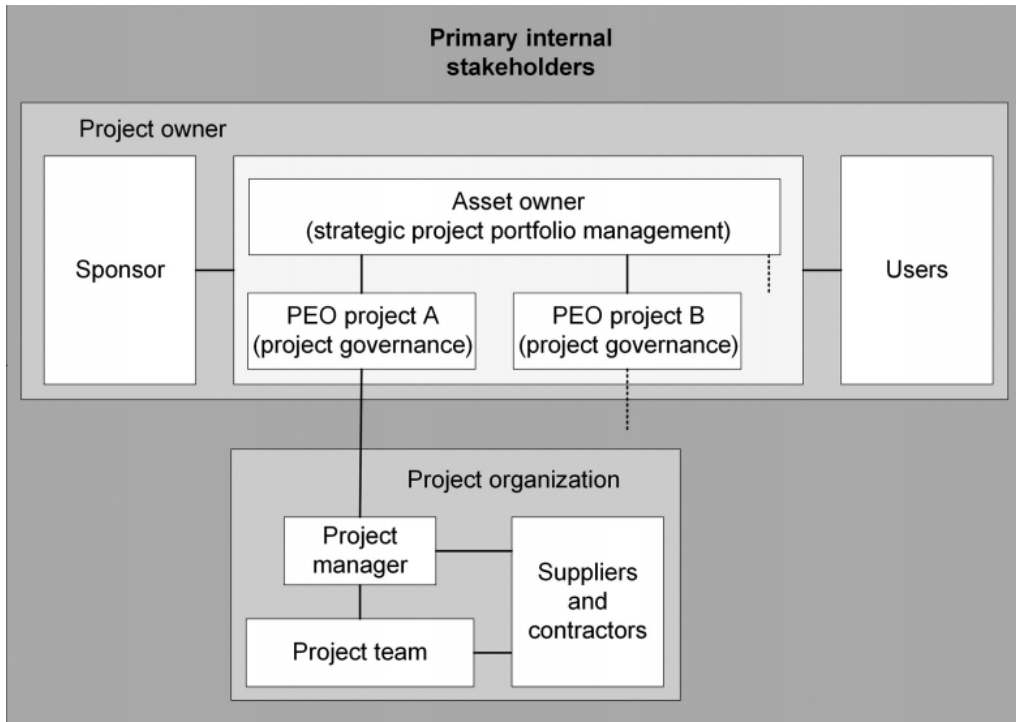 Primary internal
stakeholders
Project owner
Sponsor
Asset owner
(strategic project portfolio management)
Users
PEO project A
(project governance)
PEO project B
(project governance)
Project organization
Project
manager
Suppliers
and
contractors
Project team